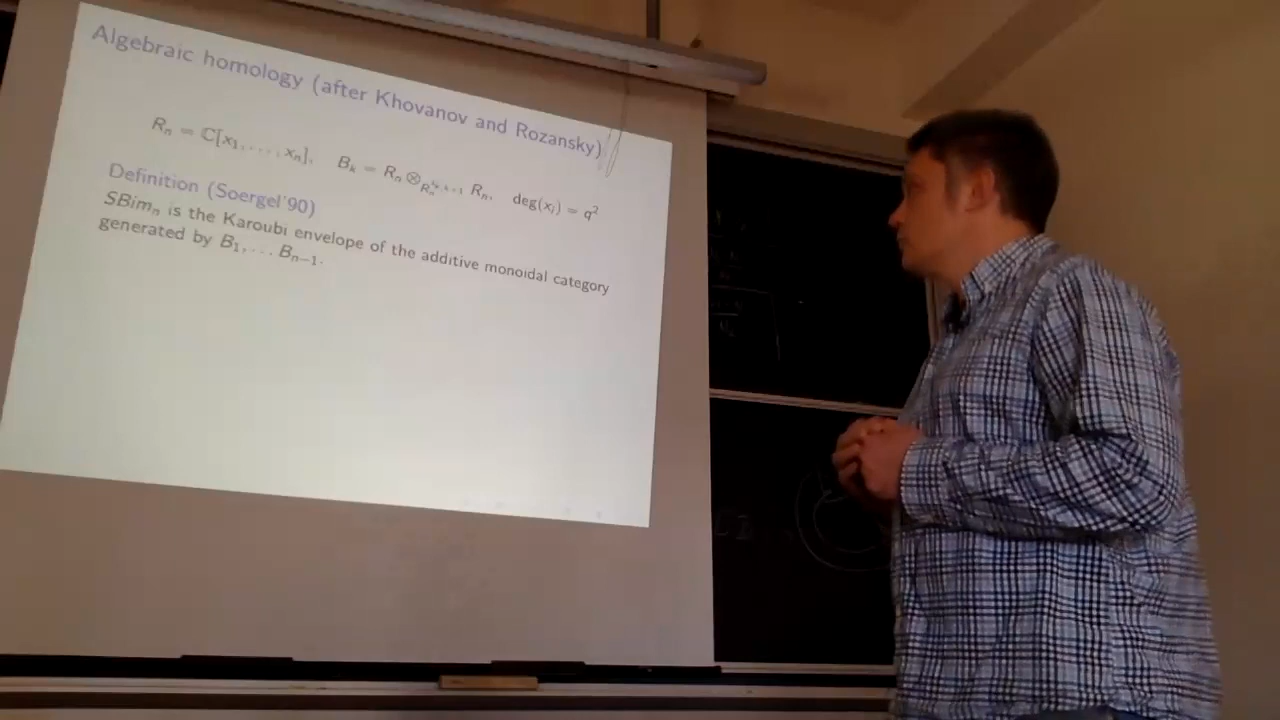 Algebraic homology (after Khovanov and Rozansky)
Rₙ = ℂ[x₁, . . . , xₙ], Bₖ = Rₙ ⊗_{Rₙ^{sₖ,ₖ₊₁}} Rₙ, deg(xᵢ) = q²
Definition (Soergel'90)
SBimₙ is the Karoubi envelope of the additive monoidal category
generated by B₁, . . . Bₙ₋₁.